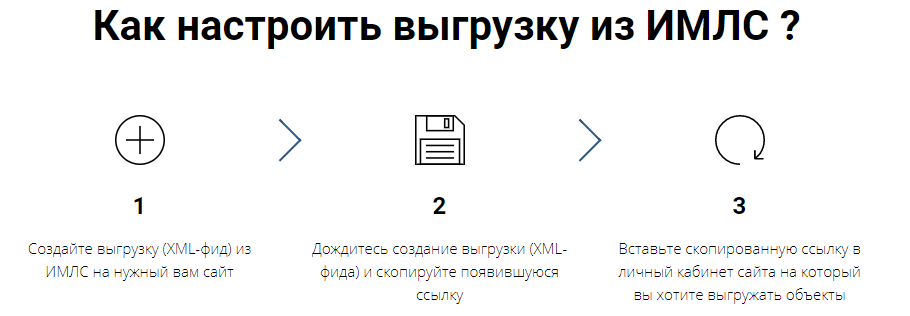 Как настроить выгрузку из ИМЛС ?
1
Создайте выгрузку (XML-фид) из
ИМЛС на нужный вам сайт
2
Дождитесь создание выгрузки (XML-
фида) и скопируйте появившуюся
ссылку
3
Вставьте скопированную ссылку в
личный кабинет сайта на который
вы хотите выгружать объекты